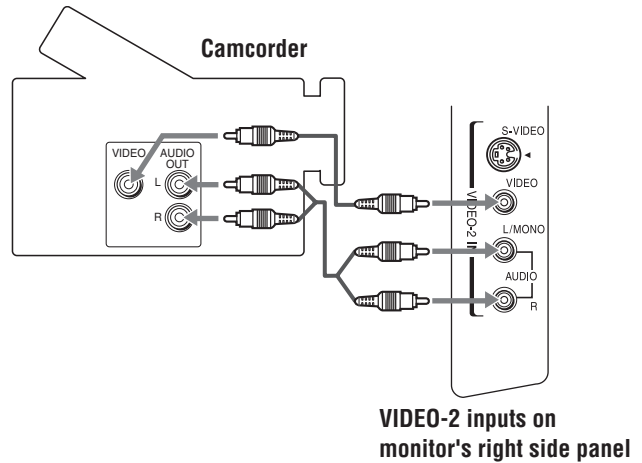 Camcorder
VIDEO
AUDIO
OUT
L
R
S-VIDEO
VIDEO
VIDEO-2 IN
L/MONO
AUDIO
R
VIDEO-2 inputs on
monitor's right side panel